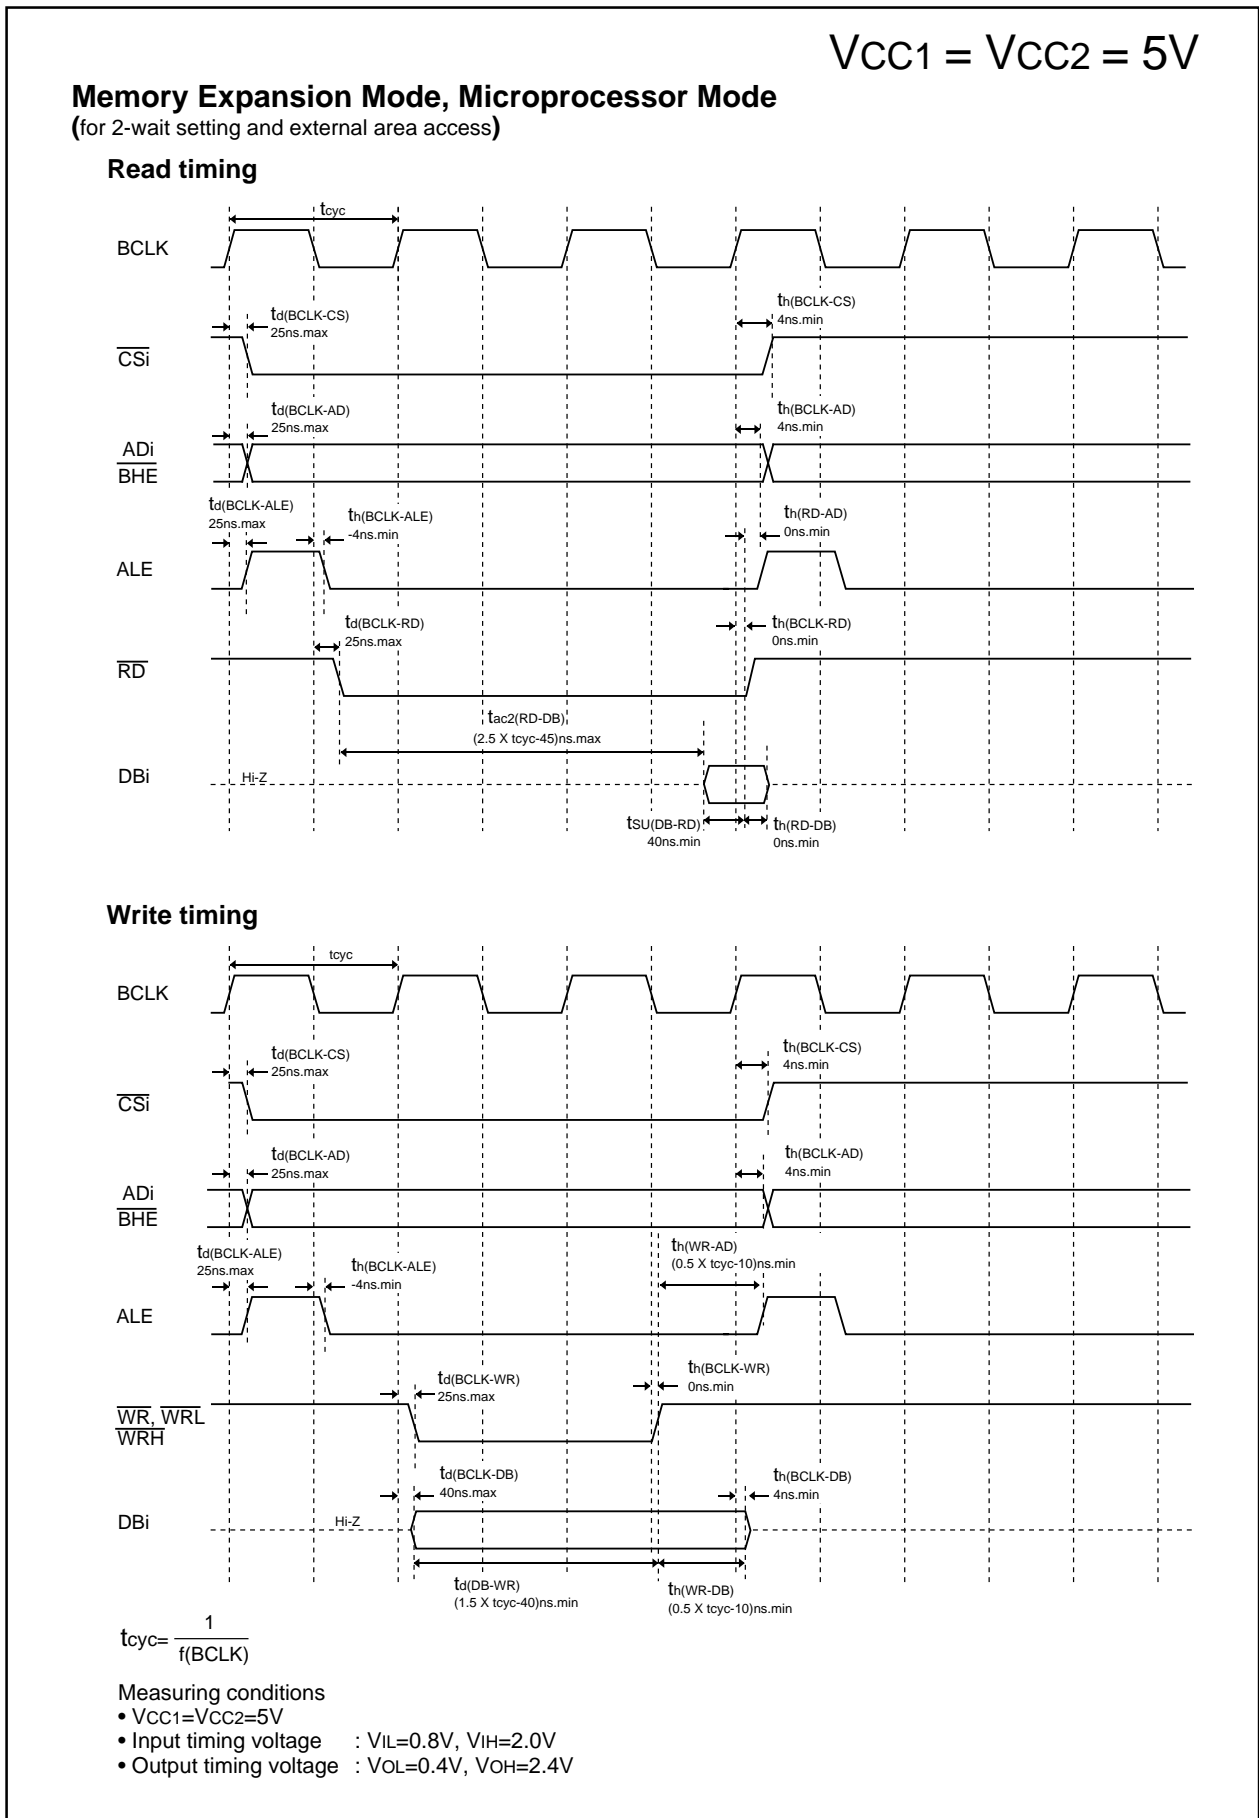 VCC1 = VCC2 = 5V
Memory Expansion Mode, Microprocessor Mode
(for 2-wait setting and external area access)
Read timing
tcyc
BCLK
td(BCLK-CS)
25ns.max
th(BCLK-CS)
4ns.min
CSi
td(BCLK-AD)
25ns.max
th(BCLK-AD)
4ns.min
ADi
BHE
td(BCLK-ALE)
25ns.max
th(BCLK-ALE)
-4ns.min
th(RD-AD)
0ns.min
ALE
td(BCLK-RD)
25ns.max
th(BCLK-RD)
0ns.min
RD
tac2(RD-DB)
(2.5 X tcyc-45)ns.max
DBi
Hi-Z
tSU(DB-RD)
40ns.min
th(RD-DB)
0ns.min
Write timing
tcyc
BCLK
td(BCLK-CS)
25ns.max
th(BCLK-CS)
4ns.min
CSi
td(BCLK-AD)
25ns.max
th(BCLK-AD)
4ns.min
ADi
BHE
td(BCLK-ALE)
25ns.max
th(BCLK-ALE)
-4ns.min
th(WR-AD)
(0.5 X tcyc-10)ns.min
ALE
td(BCLK-WR)
25ns.max
th(BCLK-WR)
0ns.min
WR, WRL
WRH
td(BCLK-DB)
40ns.max
th(BCLK-DB)
4ns.min
DBi
Hi-Z
td(DB-WR)
(1.5 X tcyc-40)ns.min
th(WR-DB)
(0.5 X tcyc-10)ns.min
tcyc= 1
f(BCLK)
Measuring conditions
• VCC1=VCC2=5V
• Input timing voltage : VIL=0.8V, VIH=2.0V
• Output timing voltage : VOL=0.4V, VOH=2.4V